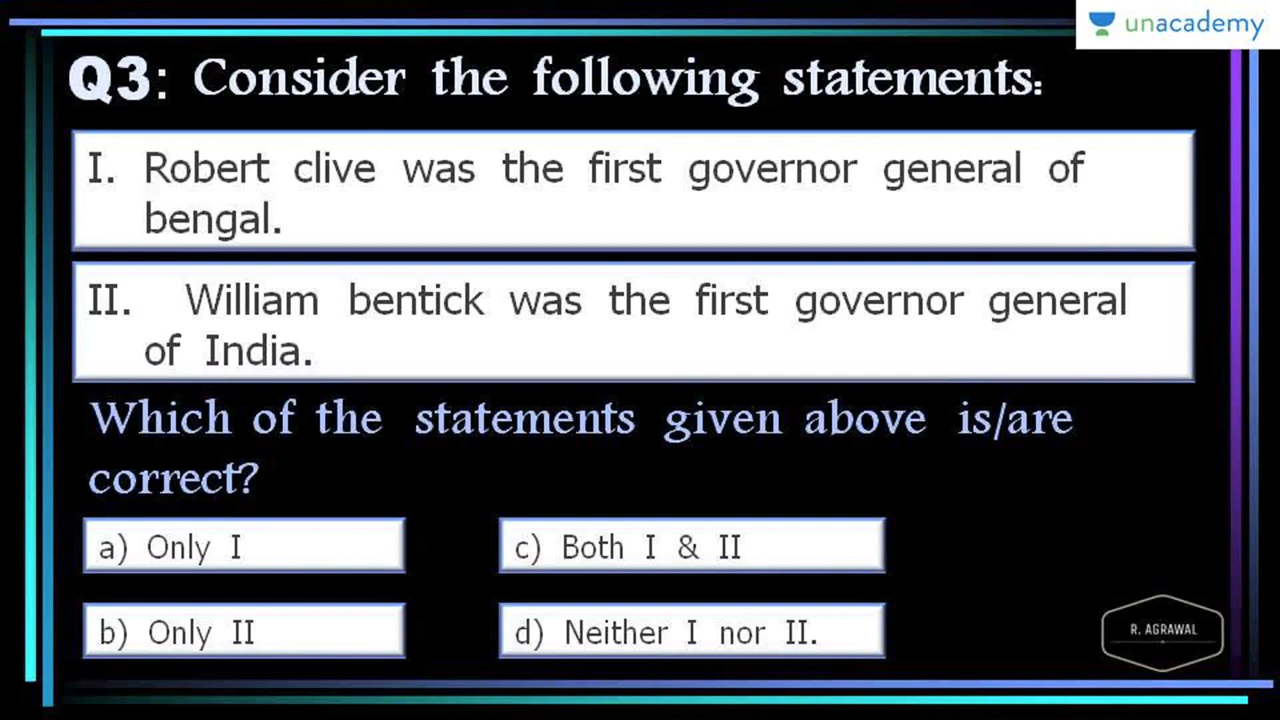 unacademy
Q3: Consider the following statements:
I. Robert clive was the first governor general of
bengal.
II. William bentick was the first governor general
of India.
Which of the statements given above is/are
correct?
a) Only I
c) Both I & II
b) Only II
d) Neither I nor II.
R. AGRAWAL